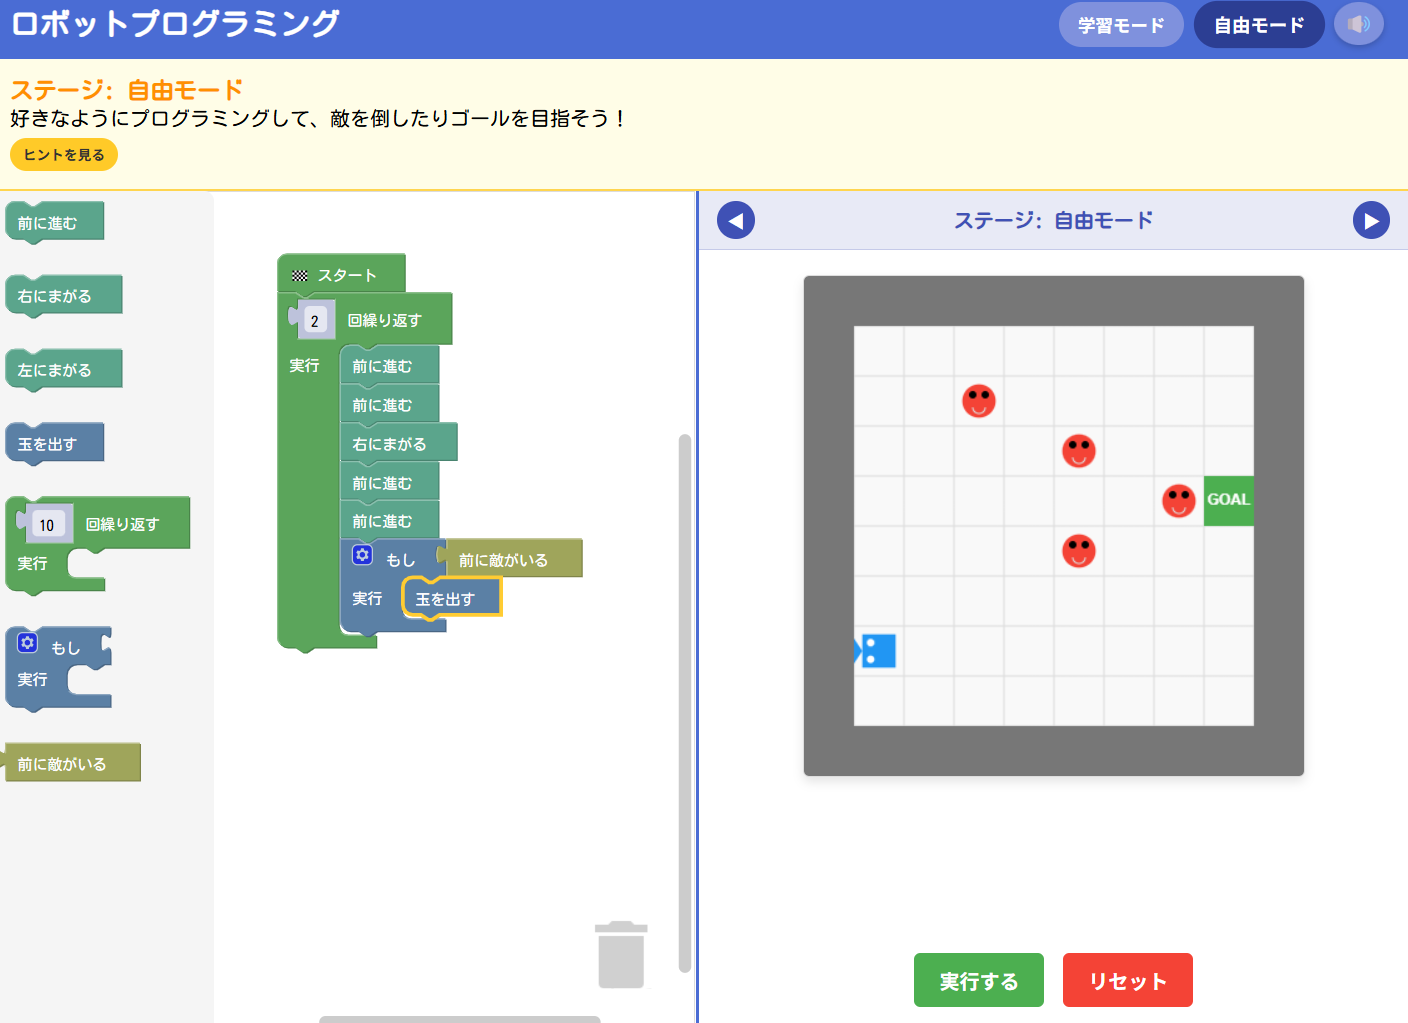 ロボットプログラミング
学習モード
自由モード
ステージ: 自由モード
好きなようにプログラミングして、敵を倒したりゴールを目指そう！
ヒントを見る
前に進む
右にまがる
左にまがる
玉を出す
10 回繰り返す
実行
もし
実行
前に敵がいる
スタート
2 回繰り返す
実行
前に進む
前に進む
右にまがる
前に進む
前に進む
もし 前に敵がいる
実行 玉を出す
ステージ: 自由モード
GOAL
実行する
リセット